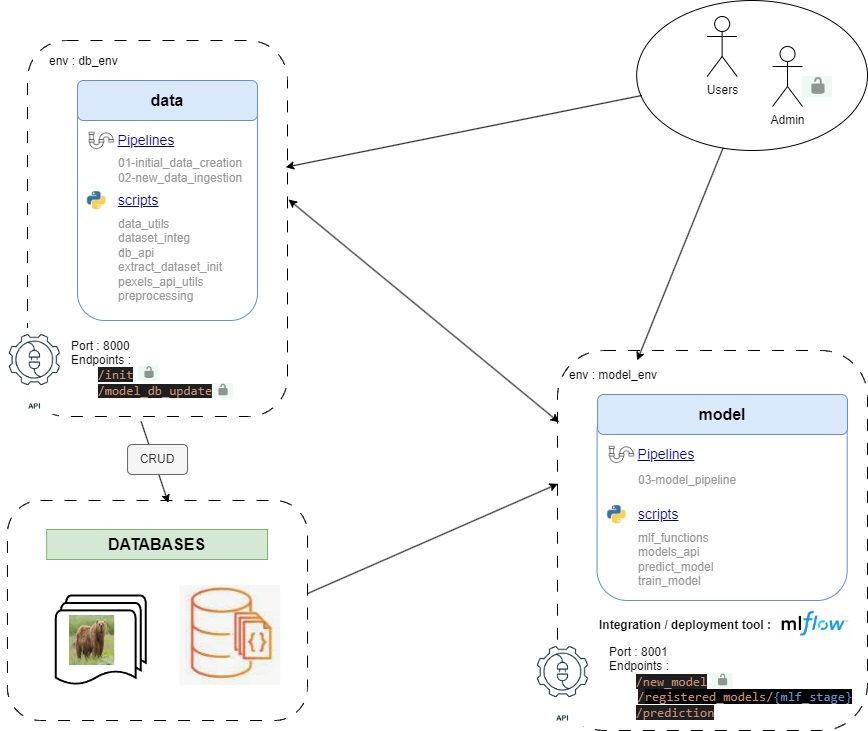 env : db_env
data
Pipelines
01-initial_data_creation
02-new_data_ingestion
scripts
data_utils
dataset_integ
db_api
extract_dataset_init
pexels_api_utils
preprocessing
Port : 8000
Endpoints :
/init
/model_db_update
API
CRUD
DATABASES
{}
Users
Admin
env : model_env
model
Pipelines
03-model_pipeline
scripts
mlf_functions
models_api
predict_model
train_model
Integration / deployment tool : mlflow
Port : 8001
Endpoints :
/new_model
/registered_models/{mlf_stage}
/prediction
API